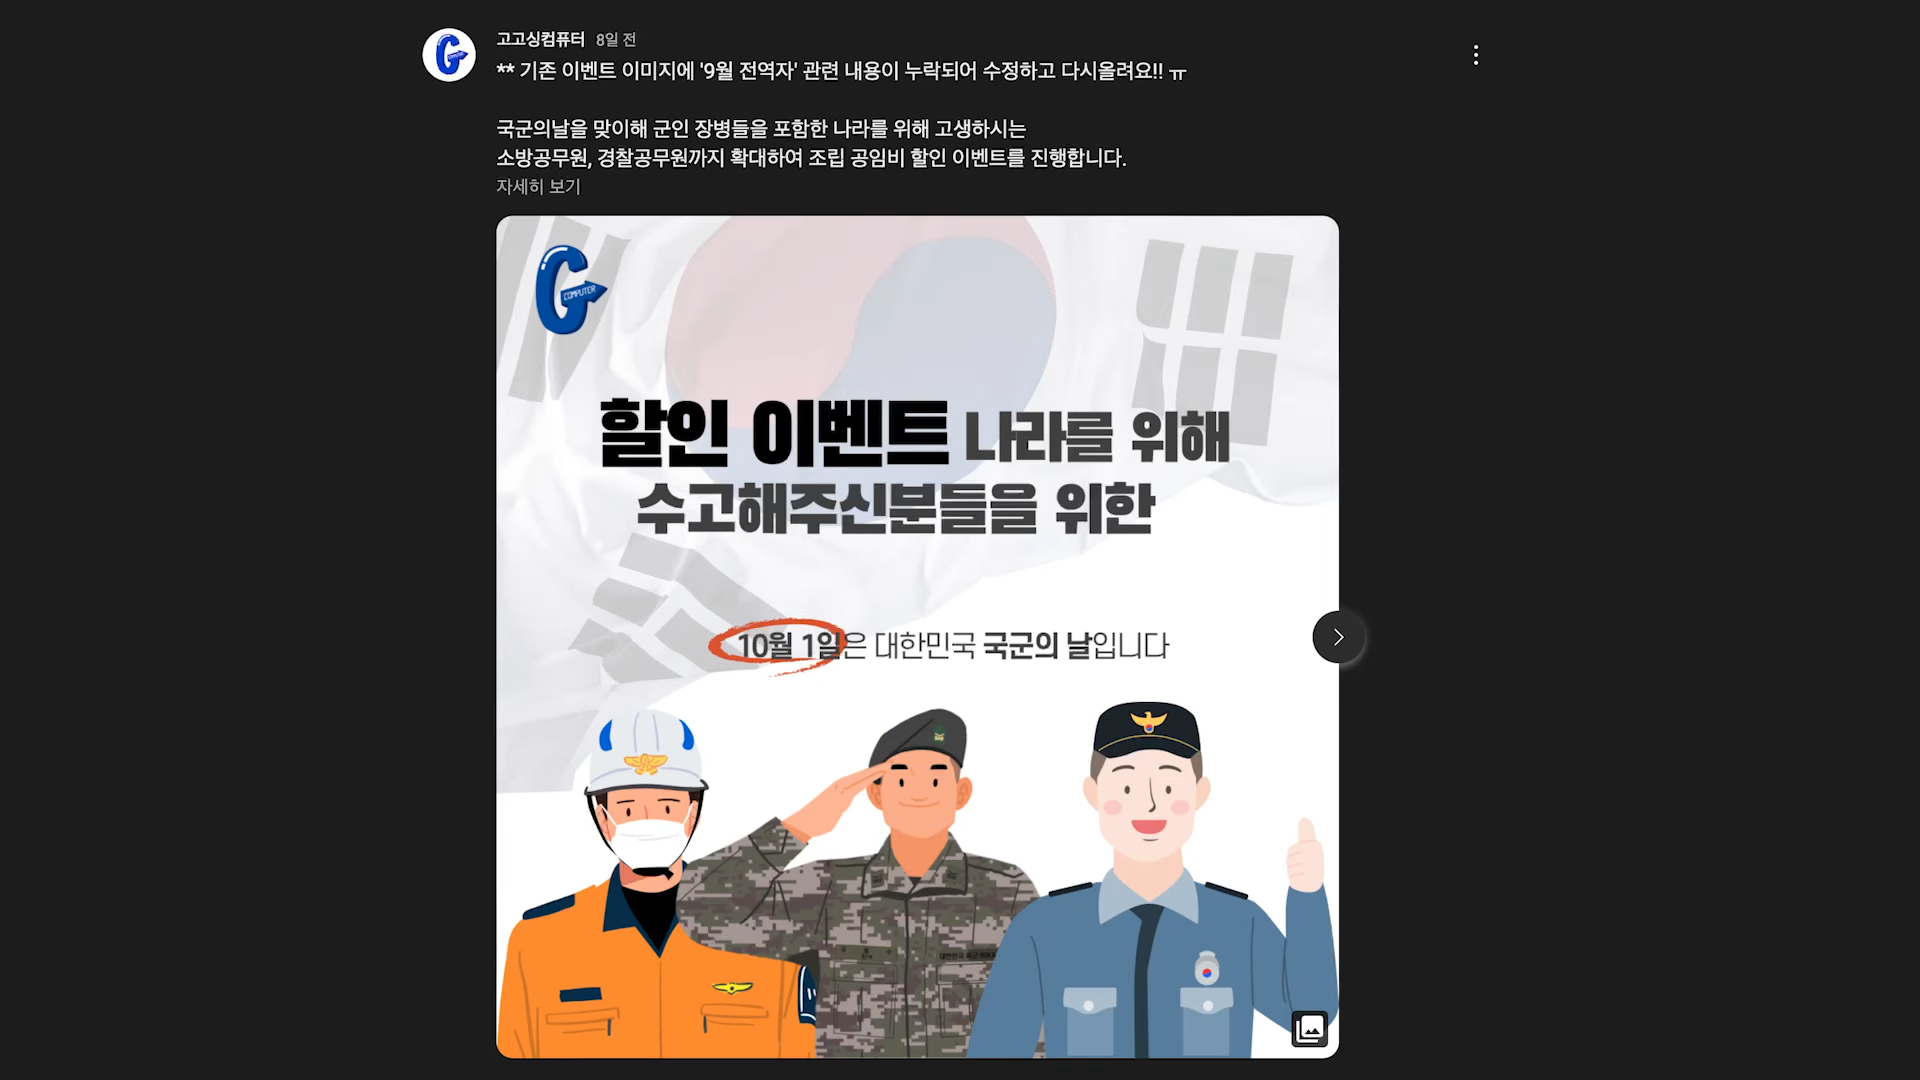 고고싱컴퓨터 8일 전
** 기존 이벤트 이미지에 '9월 전역자' 관련 내용이 누락되어 수정하고 다시올려요!! ㅠ
국군의날을 맞이해 군인 장병들을 포함한 나라를 위해 고생하시는
소방공무원, 경찰공무원까지 확대하여 조립 공임비 할인 이벤트를 진행합니다.
자세히 보기
COMPUTER
할인 이벤트 나라를 위해
수고해주신분들을 위한
10월 1일은 대한민국 국군의 날입니다